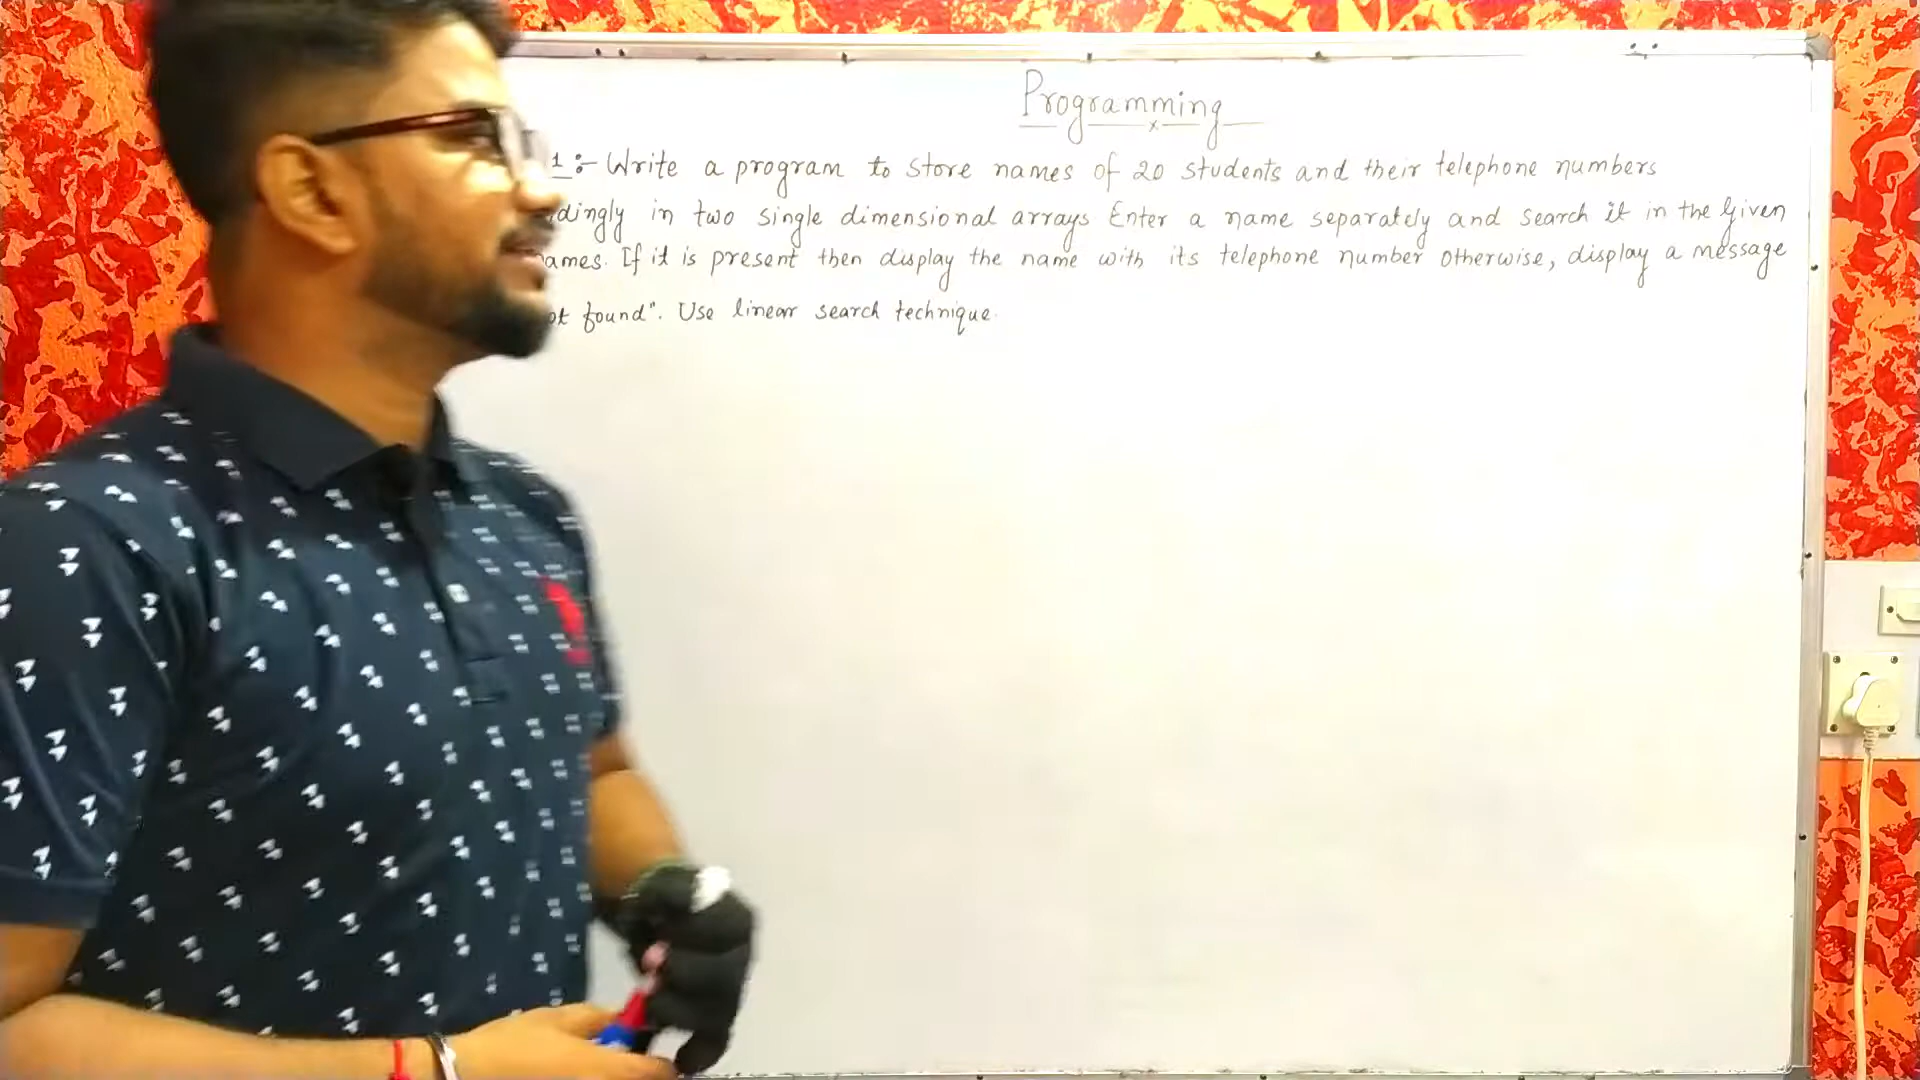 Programming
1:- Write a program to store names of 20 students and their telephone numbers
in two single dimensional arrays Enter a name separately and search it in the given
If it is present then display the name with its telephone number otherwise, display a message
found". Use linear search technique.